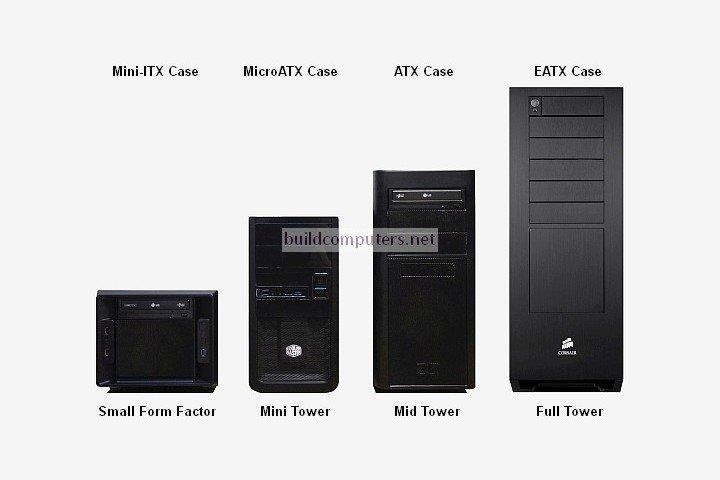 Mini-ITX Case
MicroATX Case
ATX Case
EATX Case
buildcomputers.net
CORSAIR
Small Form Factor
Mini Tower
Mid Tower
Full Tower